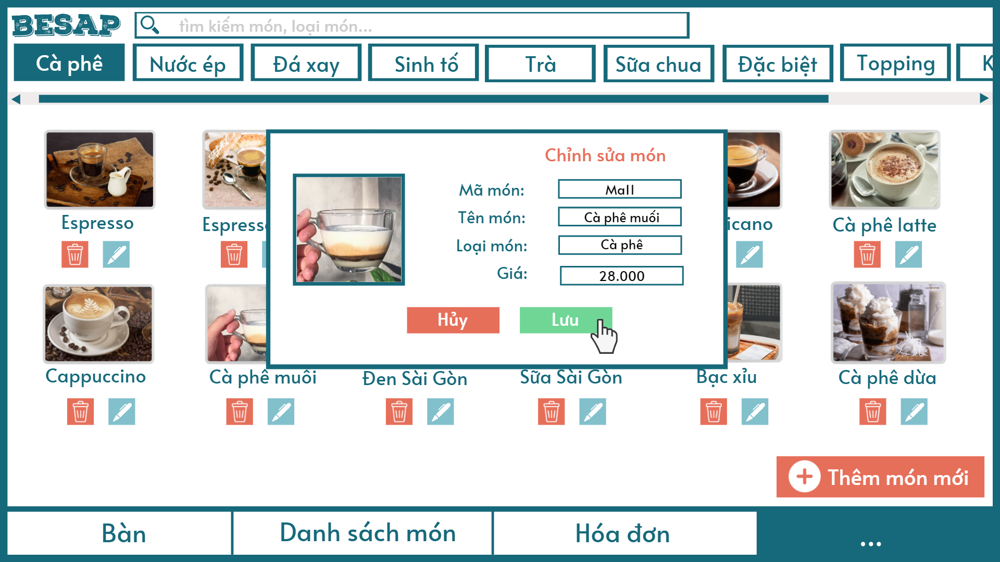 BESAP
tìm kiếm món, loại món...
Cà phê
Nước ép
Đá xay
Sinh tố
Trà
Sữa chua
Đặc biệt
Topping
K
Chỉnh sửa món
Mã món:
Ma11
Tên món:
Cà phê muối
Loại món:
Cà phê
Giá:
28.000
Hủy
Lưu
Espresso
Espresso
icano
Cà phê latte
Cappuccino
Cà phê muối
Đen Sài Gòn
Sữa Sài Gòn
Bạc xỉu
Cà phê dừa
Thêm món mới
Bàn
Danh sách món
Hóa đơn
...